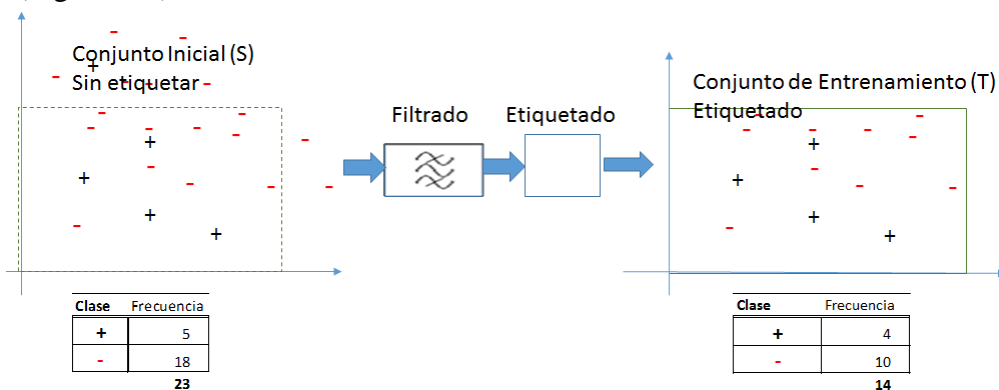 Conjunto Inicial (S)
Sin etiquetar
Filtrado
Etiquetado
Conjunto de Entrenamiento (T)
Etiquetado
Clase Frecuencia
+ 5
- 18
23
Clase Frecuencia
+ 4
- 10
14